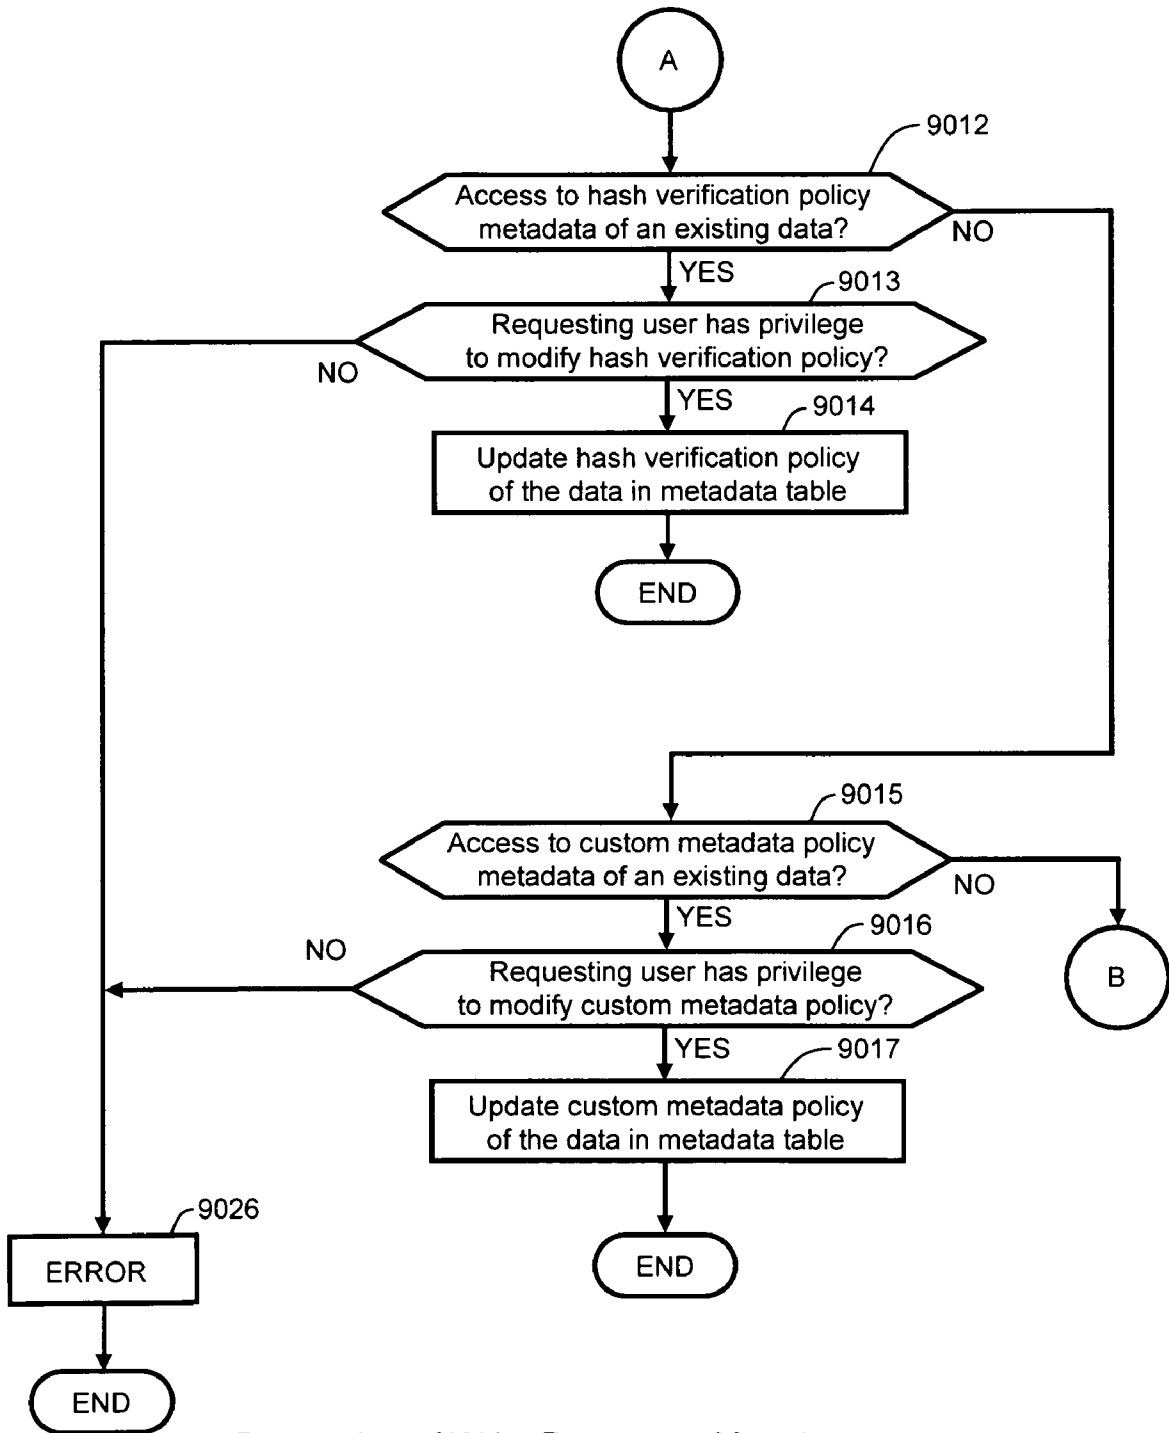 A
9012
Access to hash verification policy
metadata of an existing data?
NO
YES
9013
Requesting user has privilege
to modify hash verification policy?
NO
YES
9014
Update hash verification policy
of the data in metadata table
END
9015
Access to custom metadata policy
metadata of an existing data?
NO
YES
9016
NO
Requesting user has privilege
to modify custom metadata policy?
B
YES
9017
Update custom metadata policy
of the data in metadata table
9026
ERROR
END
END